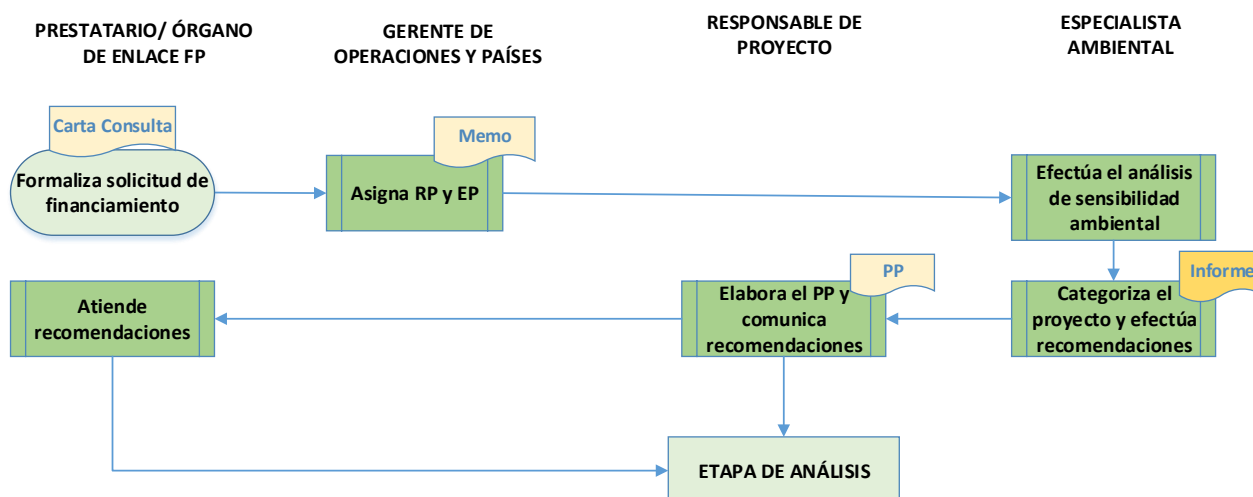 PRESTATARIO/ ÓRGANO
DE ENLACE FP
GERENTE DE
OPERACIONES Y PAÍSES
RESPONSABLE DE
PROYECTO
ESPECIALISTA
AMBIENTAL
Carta Consulta
Formaliza solicitud de
financiamiento
Memo
Asigna RP y EP
Efectúa el análisis
de sensibilidad
ambiental
Atiende
recomendaciones
PP
Elabora el PP y
comunica
recomendaciones
Informe
Categoriza el
proyecto y efectúa
recomendaciones
ETAPA DE ANÁLISIS